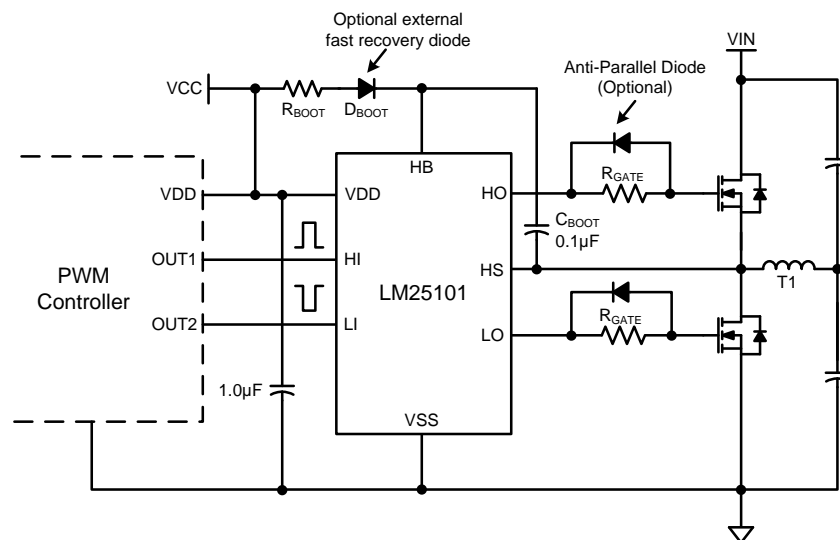 Optional external
fast recovery diode
VIN
Anti-Parallel Diode
(Optional)
VCC
RBOOT
DBOOT
HB
VDD
VDD
HO
RGATE
CBOOT
0.1µF
OUT1
HI
HS
PWM
Controller
LM25101
T1
OUT2
LI
LO
RGATE
1.0µF
VSS